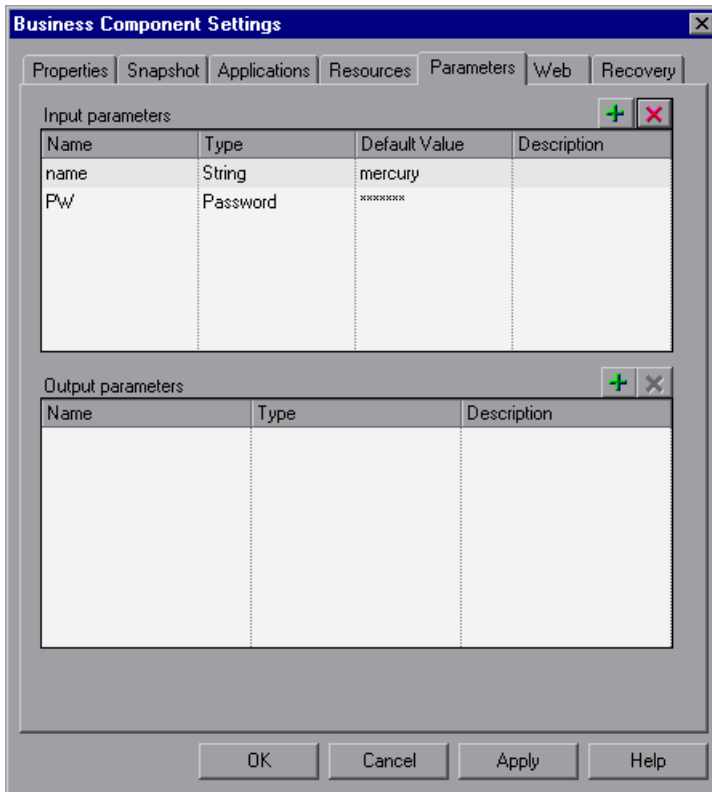 Business Component Settings
Properties Snapshot Applications Resources Parameters Web Recovery
Input parameters
Name Type Default Value Description
name String mercury
PW Password *******
Output parameters
Name Type Description
OK Cancel Apply Help